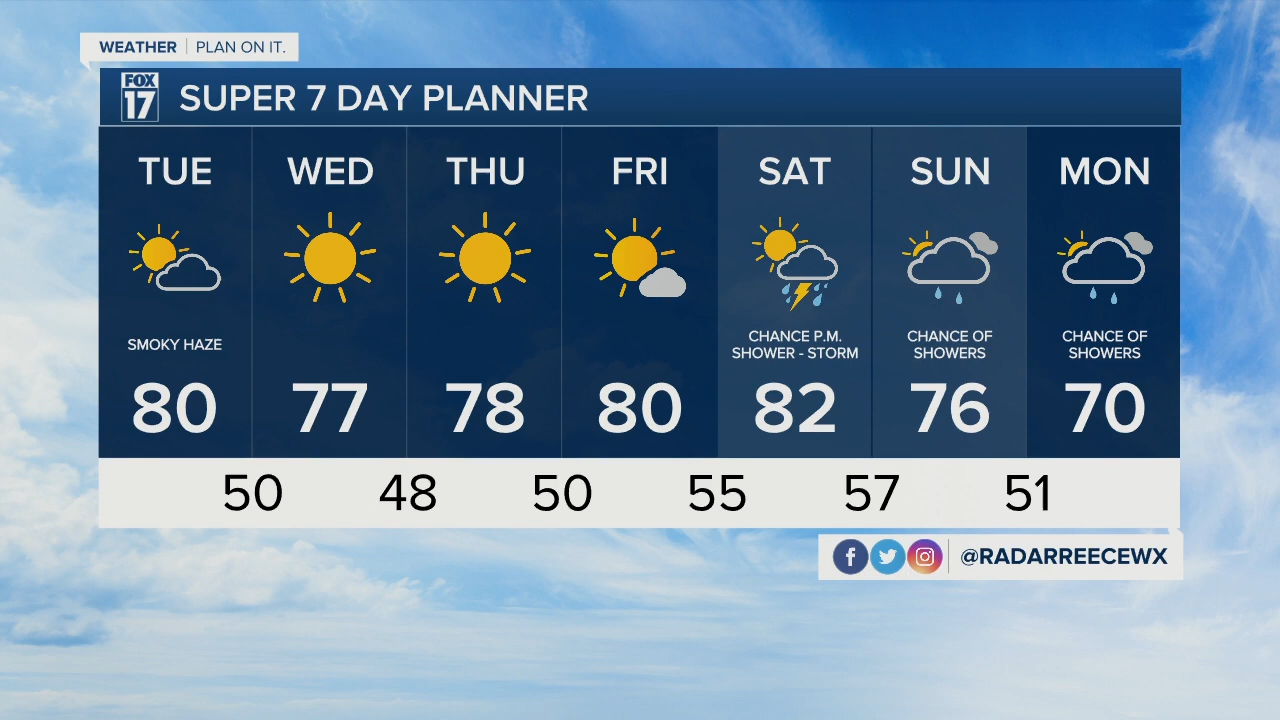 WEATHER | PLAN ON IT.
FOX 17 SUPER 7 DAY PLANNER
TUE WED THU FRI SAT SUN MON
SMOKY HAZE
CHANCE P.M.
SHOWER - STORM
CHANCE OF
SHOWERS
CHANCE OF
SHOWERS
80 77 78 80 82 76 70
50 48 50 55 57 51
@RADARREECEWX